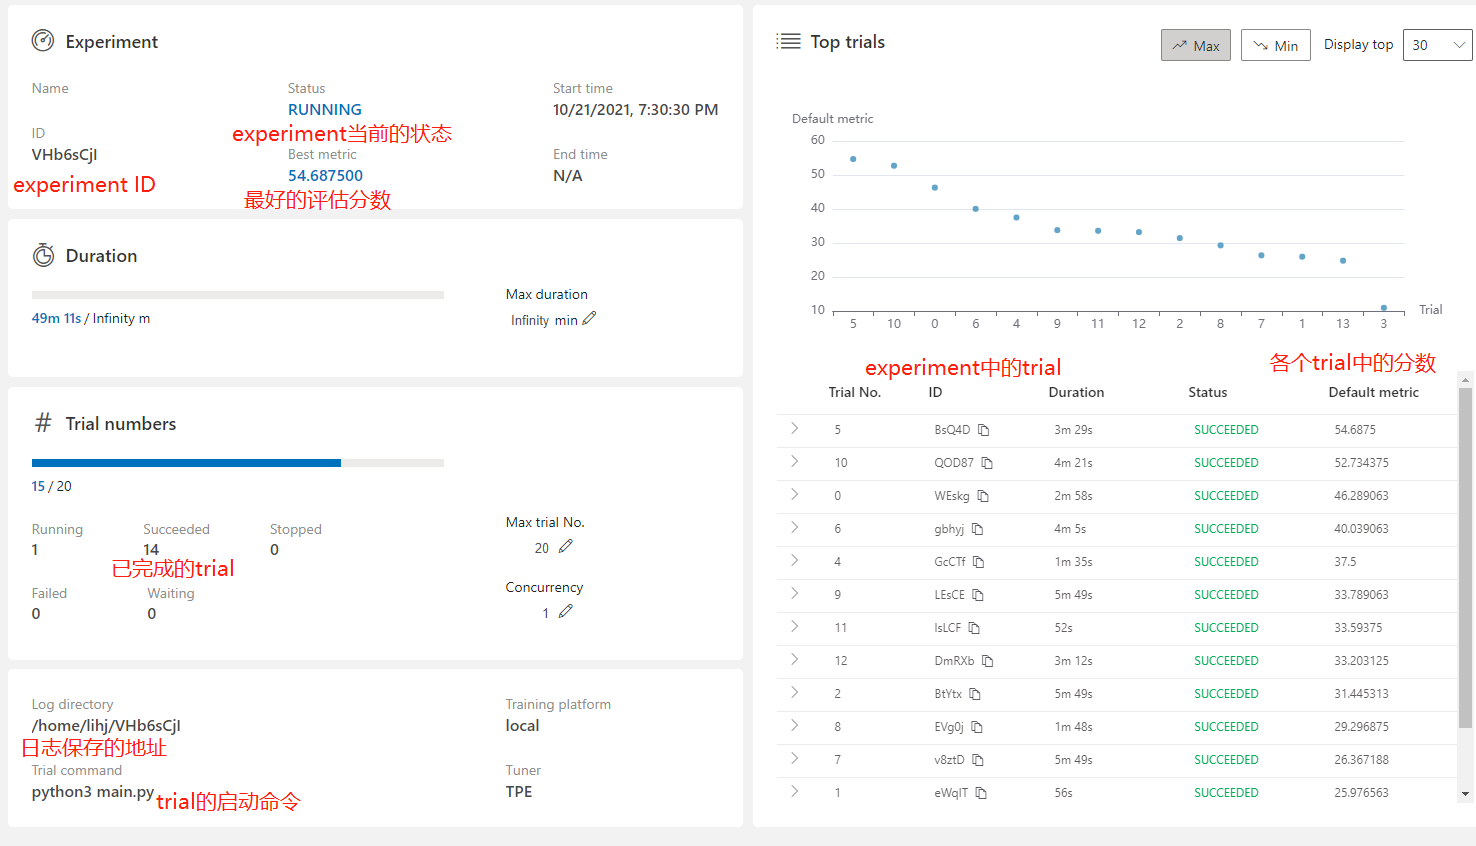 Experiment
Name
Status
Start time
RUNNING
10/21/2021, 7:30:30 PM
experiment当前的状态
ID
VHb6sCjI
Best metric
End time
54.687500
N/A
experiment ID
最好的评估分数
Duration
Max duration
49m 11s / Infinity m
Infinity min
# Trial numbers
15 / 20
Running
Succeeded
Stopped
Max trial No.
1
14
0
20
已完成的trial
Failed
Waiting
Concurrency
0
0
1
Log directory
Training platform
/home/lihj/VHb6sCjI
local
日志保存的地址
Trial command
Tuner
python3 main.py
TPE
trial的启动命令
Top trials
Max
Min
Display top
30
Default metric
60
50
40
30
20
10
5 10 0 6 4 9 11 12 2 8 7 1 13 3
Trial
experiment中的trial
各个trial中的分数
Trial No. ID Duration Status Default metric
5 BsQ4D 3m 29s SUCCEEDED 54.6875
10 QOD87 4m 21s SUCCEEDED 52.734375
0 WEskg 2m 58s SUCCEEDED 46.289063
6 gbhyj 4m 5s SUCCEEDED 40.039063
4 GcCTf 1m 35s SUCCEEDED 37.5
9 LEsCE 5m 49s SUCCEEDED 33.789063
11 IsLCF 52s SUCCEEDED 33.59375
12 DmRXb 3m 12s SUCCEEDED 33.203125
2 BtYtx 5m 49s SUCCEEDED 31.445313
8 EVg0j 1m 48s SUCCEEDED 29.296875
7 v8ztD 5m 49s SUCCEEDED 26.367188
1 eWqIT 56s SUCCEEDED 25.976563